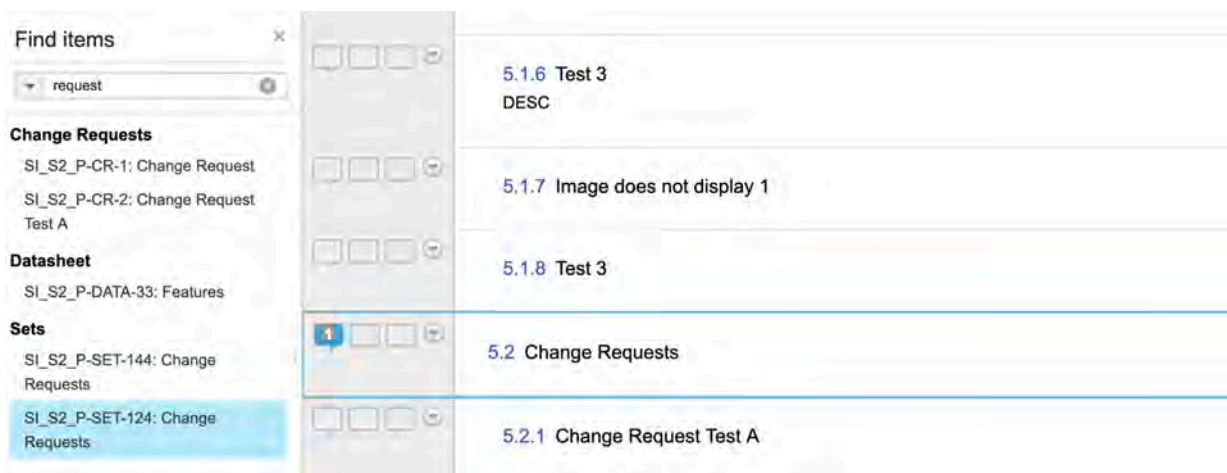 Find items
request
Change Requests
SI_S2_P-CR-1: Change Request
SI_S2_P-CR-2: Change Request
Test A
Datasheet
SI_S2_P-DATA-33: Features
Sets
SI_S2_P-SET-144: Change
Requests
SI_S2_P-SET-124: Change
Requests
5.1.6 Test 3
DESC
5.1.7 Image does not display 1
5.1.8 Test 3
1
5.2 Change Requests
5.2.1 Change Request Test A